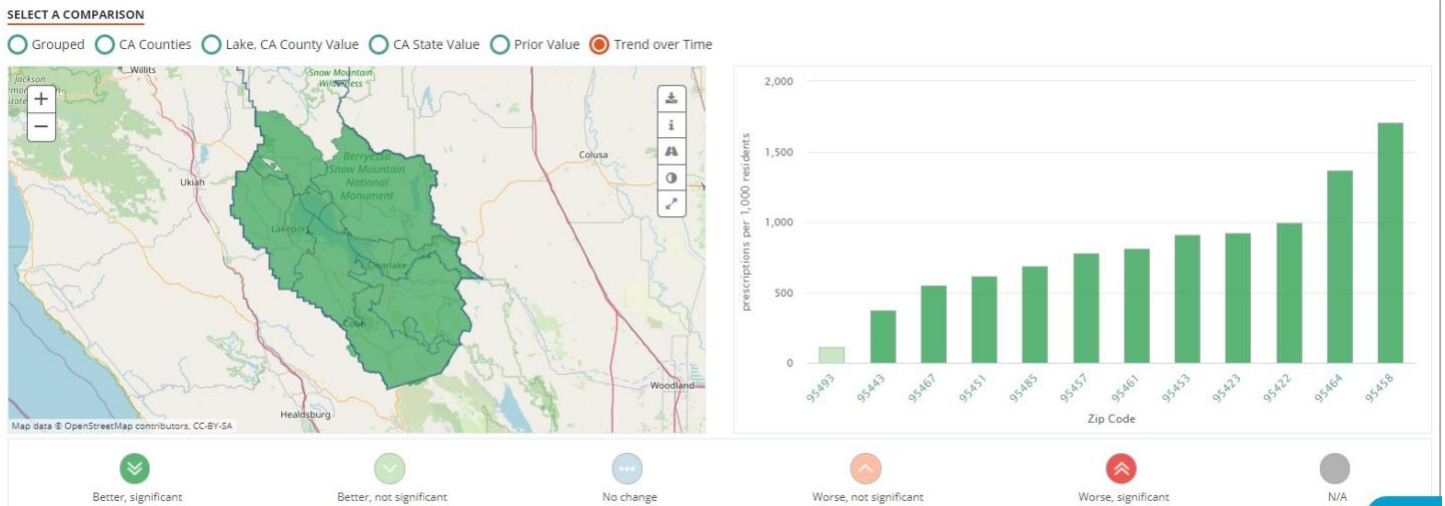 SELECT A COMPARISON
Grouped CA Counties Lake, CA County Value CA State Value Prior Value Trend over Time
Willits
Jackson
State
Snow Mountain
Wilderness
+
−
i
Berryessa
Snow Mountain
National
Monument
Colusa
Ukiah
Lakeport
Clearlake
Cobb
Woodland
Healdsburg
Map data © OpenStreetMap contributors, CC-BY-SA
prescriptions per 1,000 residents
2,000
1,500
1,000
500
0
95493 95443 95467 95451 95485 95457 95461 95453 95423 95422 95464 95458
Zip Code
Better, significant Better, not significant No change Worse, not significant Worse, significant N/A